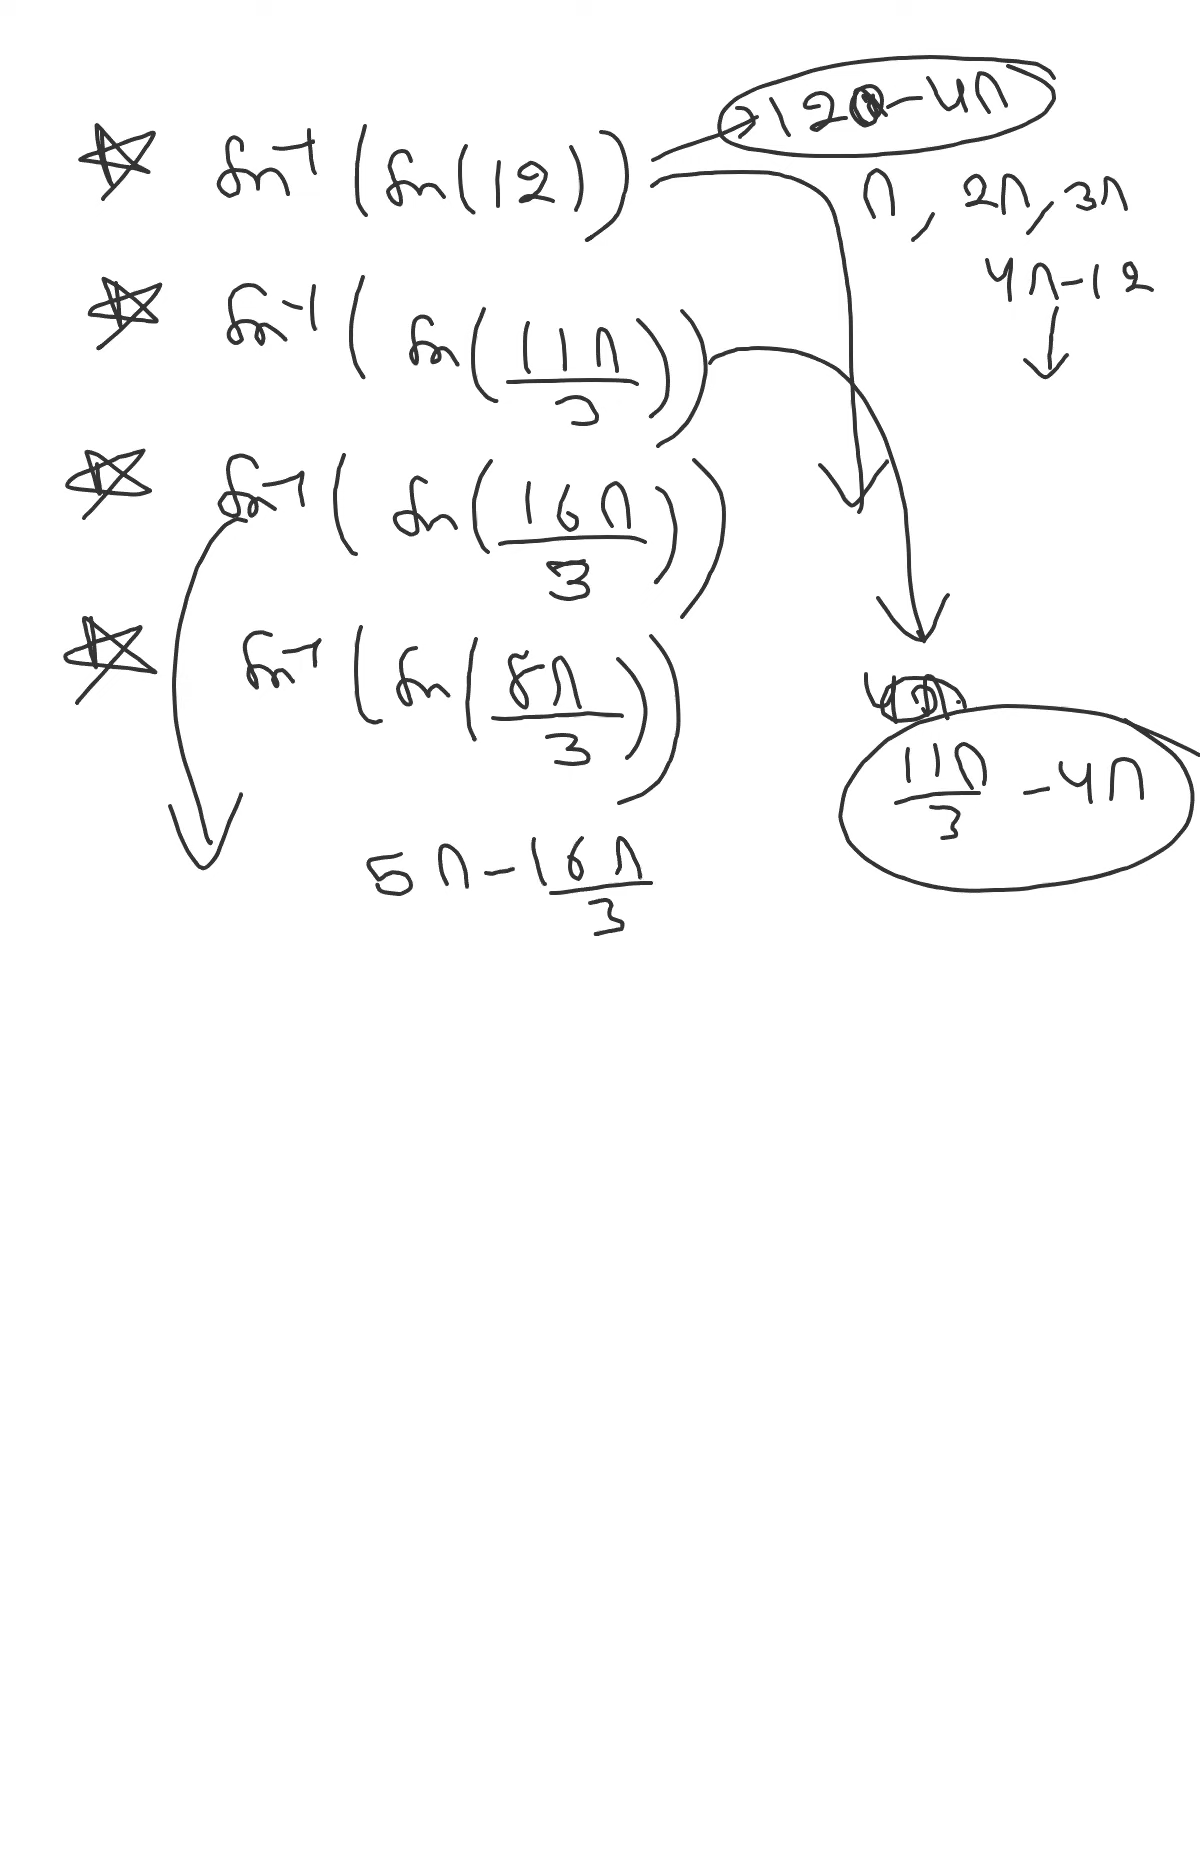 sin⁻¹(sin(12)) → 12 - 4π
π, 2π, 3π
4π - 12
sin⁻¹(sin(11π/3))
sin⁻¹(sin(16π/3))
sin⁻¹(sin(8π/3))
11π/3 - 4π
5π - 16π/3